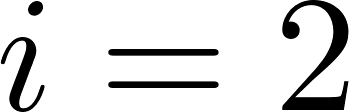 i = 2